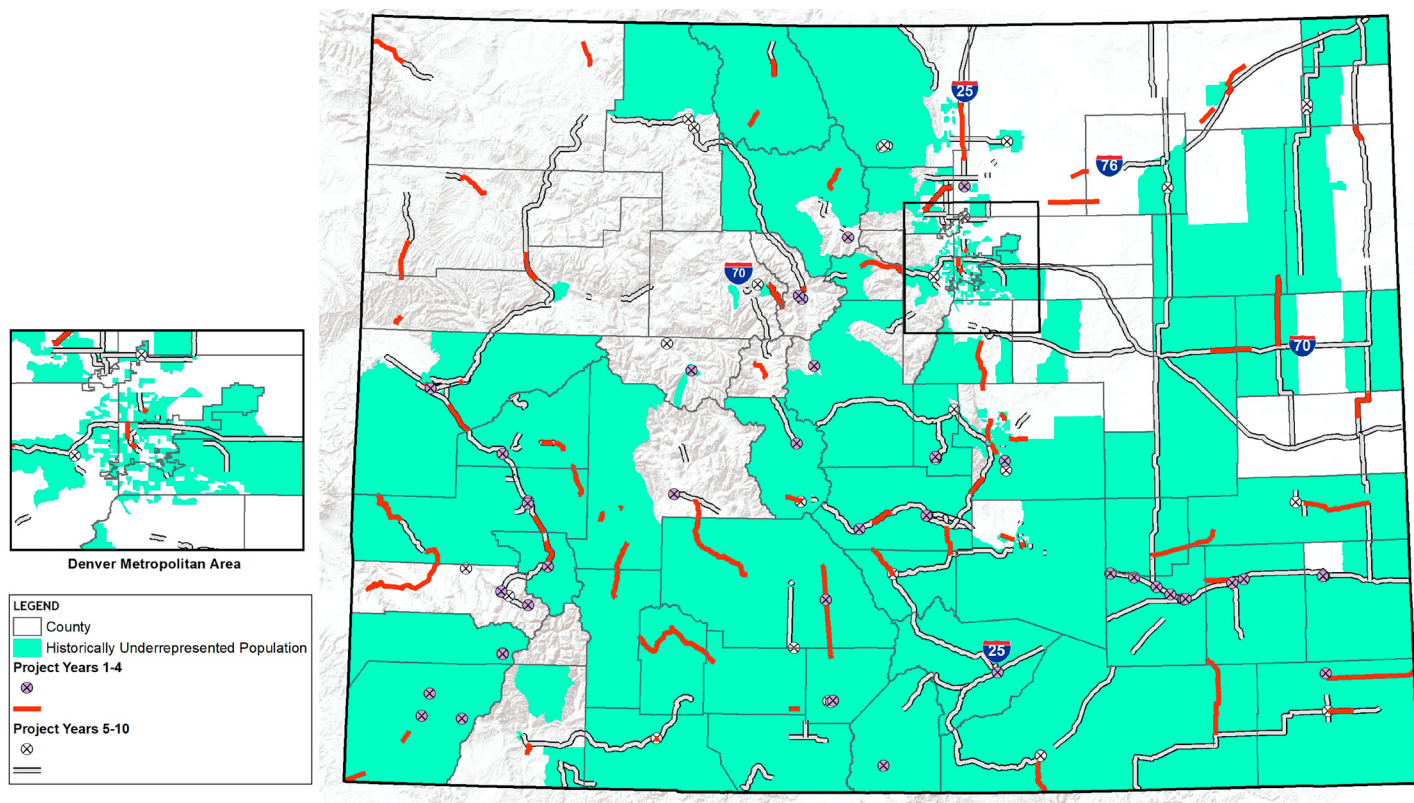 25
76
70
70
25
Denver Metropolitan Area
LEGEND
County
Historically Underrepresented Population
Project Years 1-4
Project Years 5-10